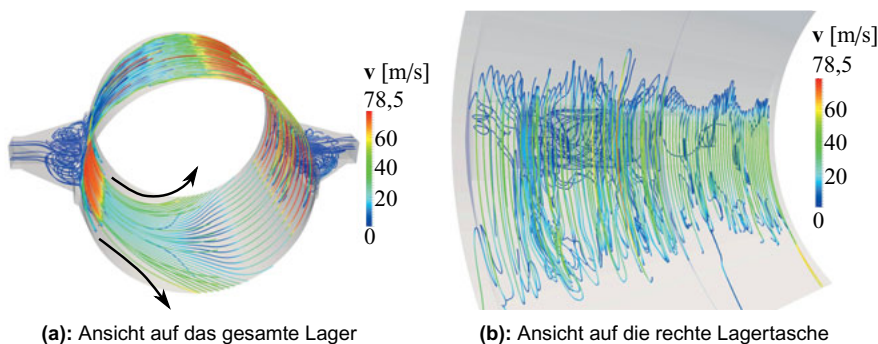 v [m/s]
78,5
60
40
20
0
(a): Ansicht auf das gesamte Lager
v [m/s]
78,5
60
40
20
0
(b): Ansicht auf die rechte Lagertasche